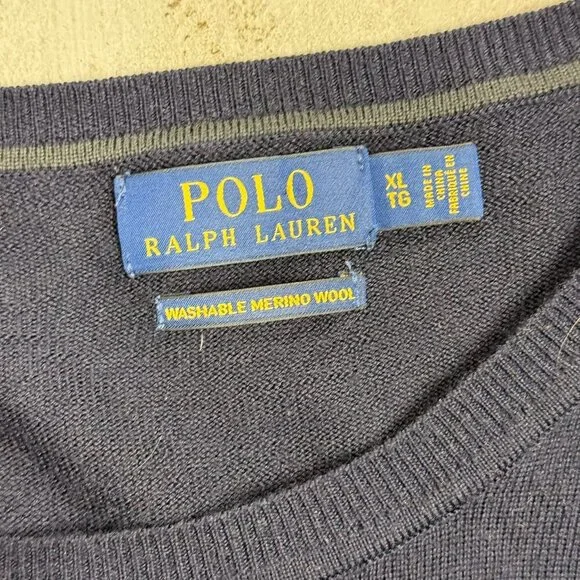 POLO
RALPH LAUREN
XL
TG
MADE IN
CHINA
FABRIQUÉ EN
CHINE
WASHABLE MERINO WOOL